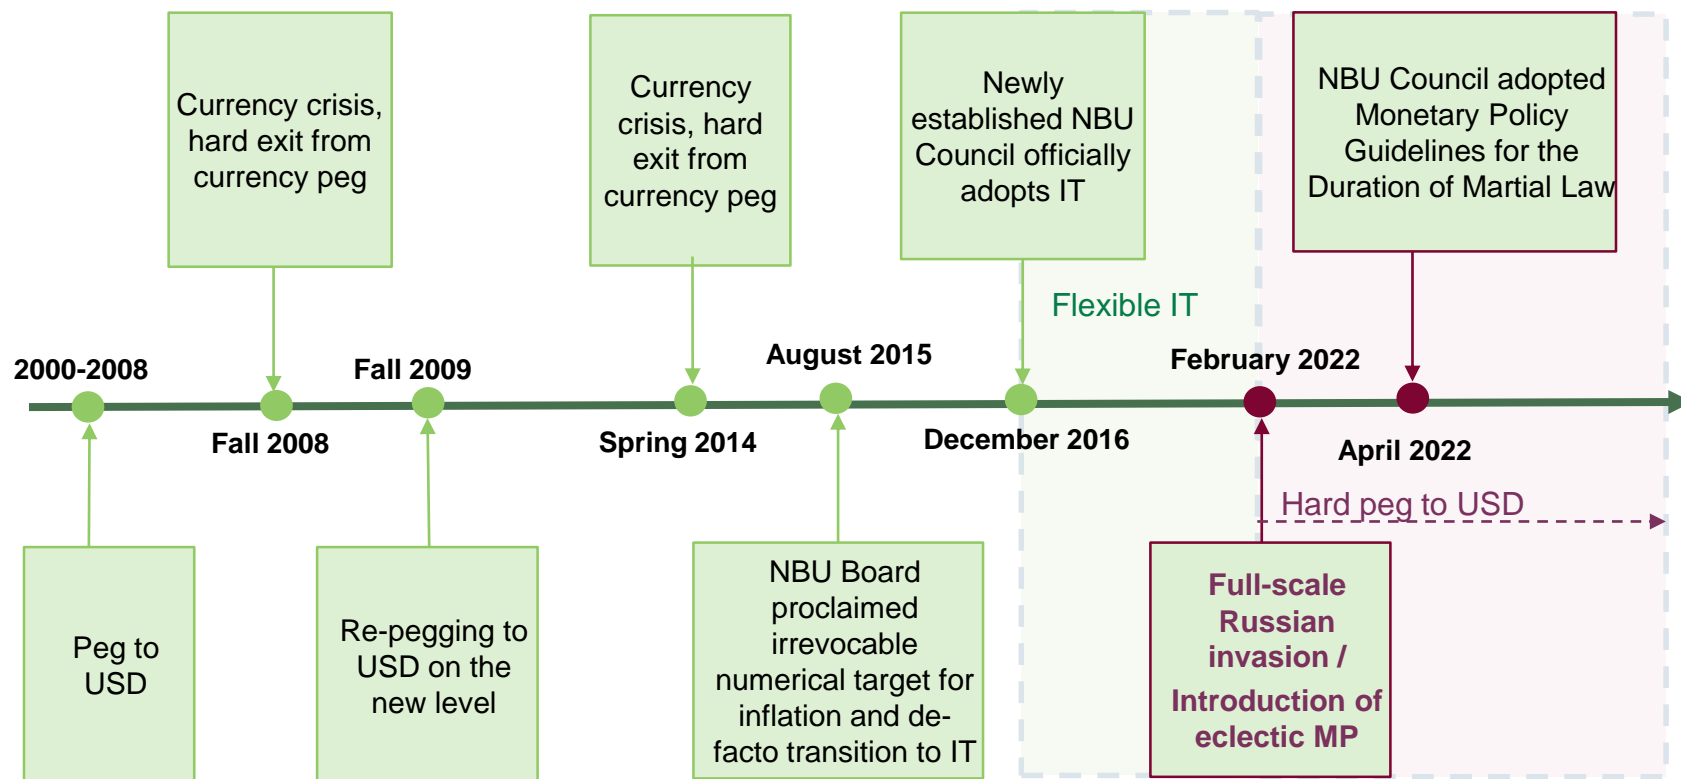 Currency crisis,
hard exit from
currency peg
Currency
crisis, hard
exit from
currency peg
Newly
established NBU
Council officially
adopts IT
NBU Council adopted
Monetary Policy
Guidelines for the
Duration of Martial Law
Flexible IT
2000-2008
Fall 2009
August 2015
February 2022
Fall 2008
Spring 2014
December 2016
April 2022
Hard peg to USD
Peg to
USD
Re-pegging to
USD on the
new level
NBU Board
proclaimed
irrevocable
numerical target for
inflation and de-
facto transition to IT
Full-scale
Russian
invasion /
Introduction of
eclectic MP